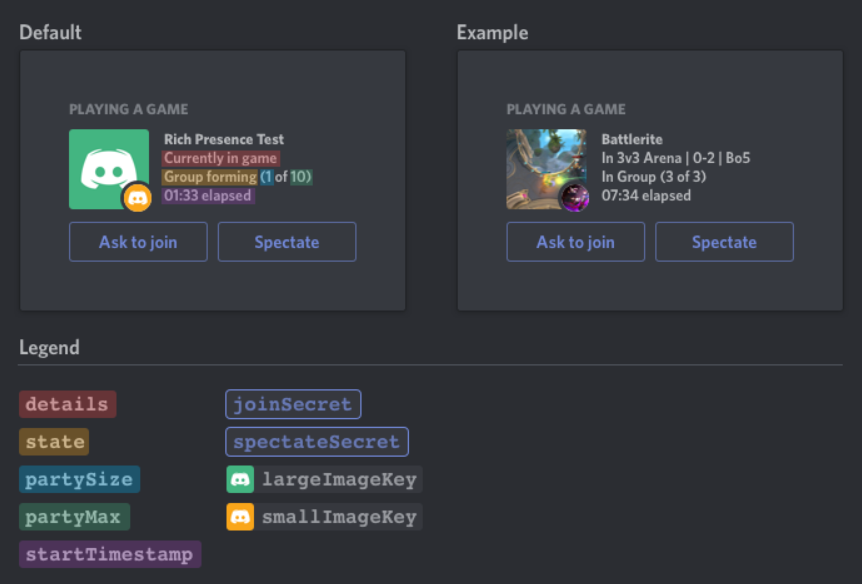 Default
PLAYING A GAME
Rich Presence Test
Currently in game
Group forming (1 of 10)
01:33 elapsed
Ask to join
Spectate
Example
PLAYING A GAME
Battlerite
In 3v3 Arena | 0-2 | Bo5
In Group (3 of 3)
07:34 elapsed
Ask to join
Spectate
Legend
details
state
partySize
partyMax
startTimestamp
joinSecret
spectateSecret
largeImageKey
smallImageKey